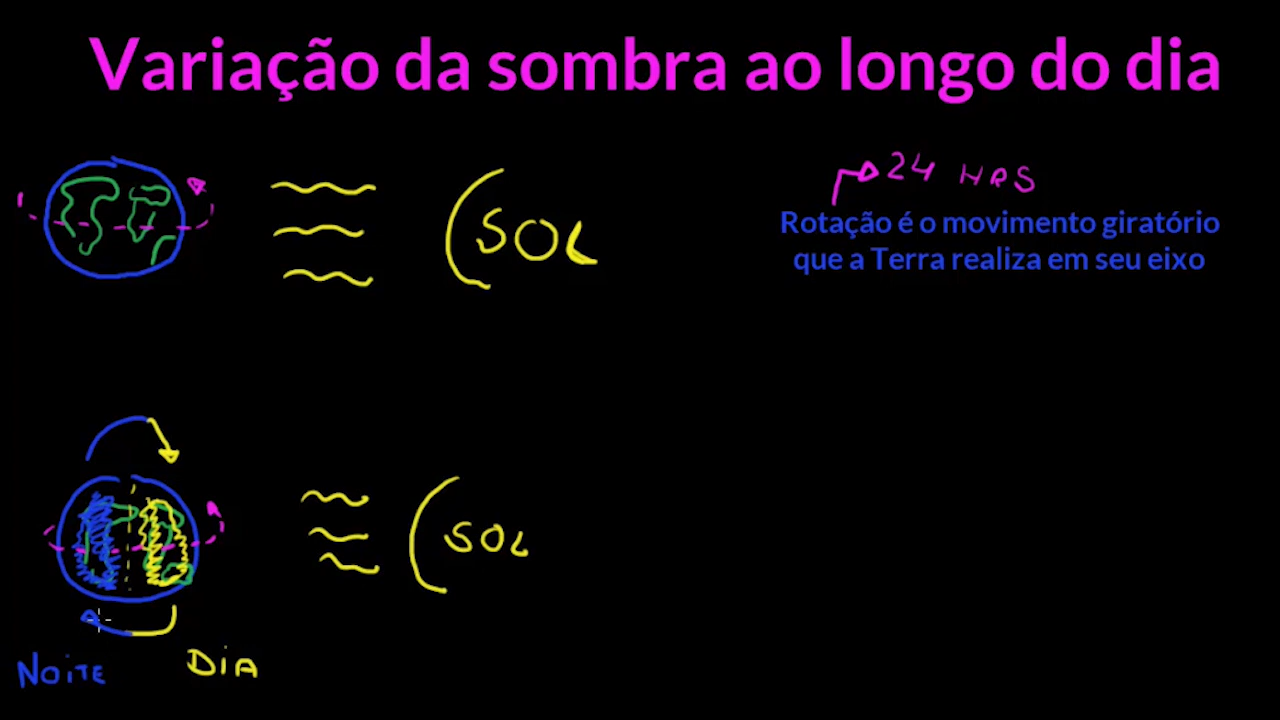 Variação da sombra ao longo do dia
24 HRS
Rotação é o movimento giratório
que a Terra realiza em seu eixo
SOL
SOL
NOITE
DIA